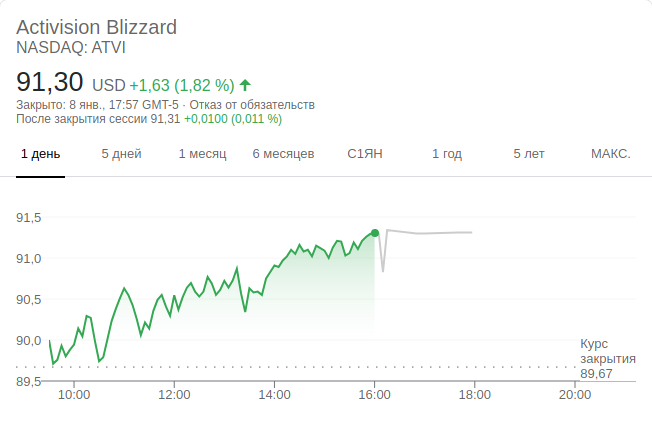 Activision Blizzard
NASDAQ: ATVI
91,30 USD +1,63 (1,82 %)
Закрыто: 8 янв., 17:57 GMT-5 · Отказ от обязательств
После закрытия сессии 91,31 +0,0100 (0,011 %)
1 день 5 дней 1 месяц 6 месяцев С1ЯН 1 год 5 лет МАКС.
91,5
91,0
90,5
90,0
Курс
закрытия
89,67
89,5
10:00 12:00 14:00 16:00 18:00 20:00